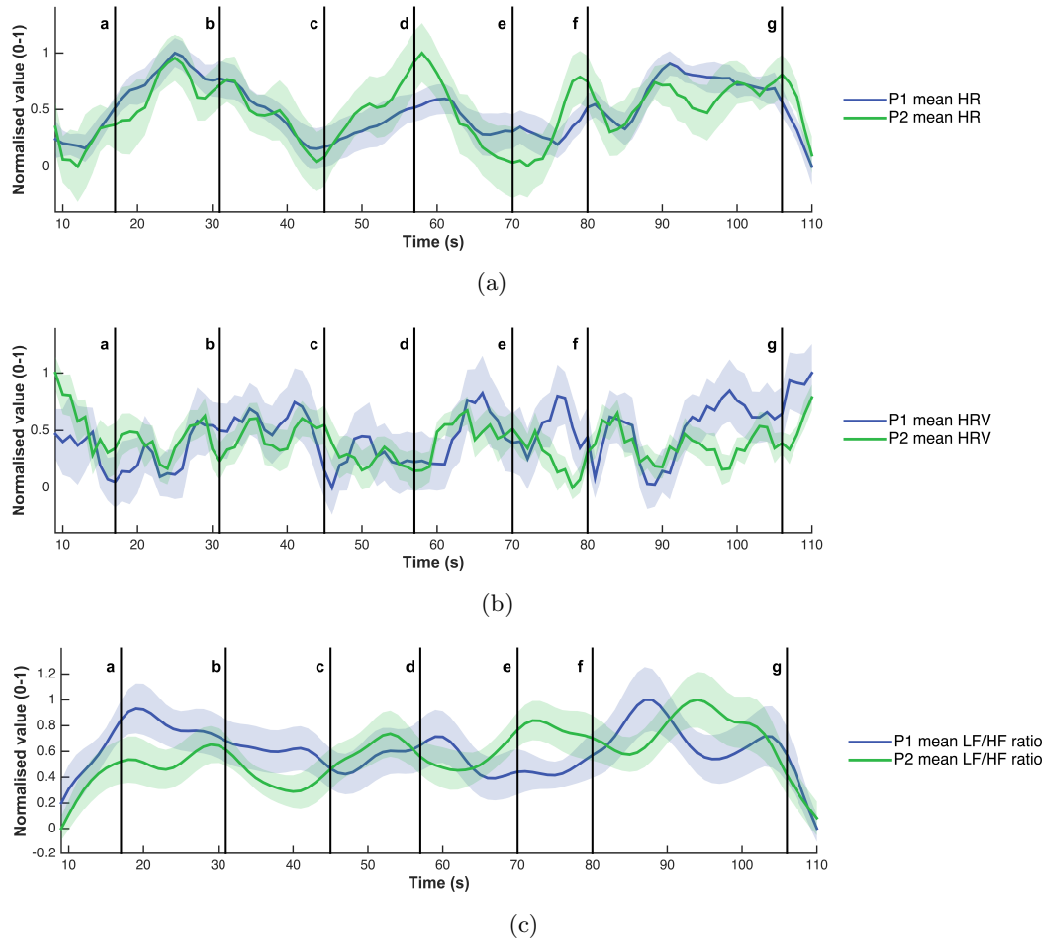 a b c d e f g
Normalised value (0-1)
1
0.5
0
10 20 30 40 50 60 70 80 90 100 110
Time (s)
P1 mean HR
P2 mean HR
(a)
a b c d e f g
Normalised value (0-1)
1
0.5
0
10 20 30 40 50 60 70 80 90 100 110
Time (s)
P1 mean HRV
P2 mean HRV
(b)
a b c d e f g
Normalised value (0-1)
1.2
1
0.8
0.6
0.4
0.2
0
-0.2
10 20 30 40 50 60 70 80 90 100 110
Time (s)
P1 mean LF/HF ratio
P2 mean LF/HF ratio
(c)